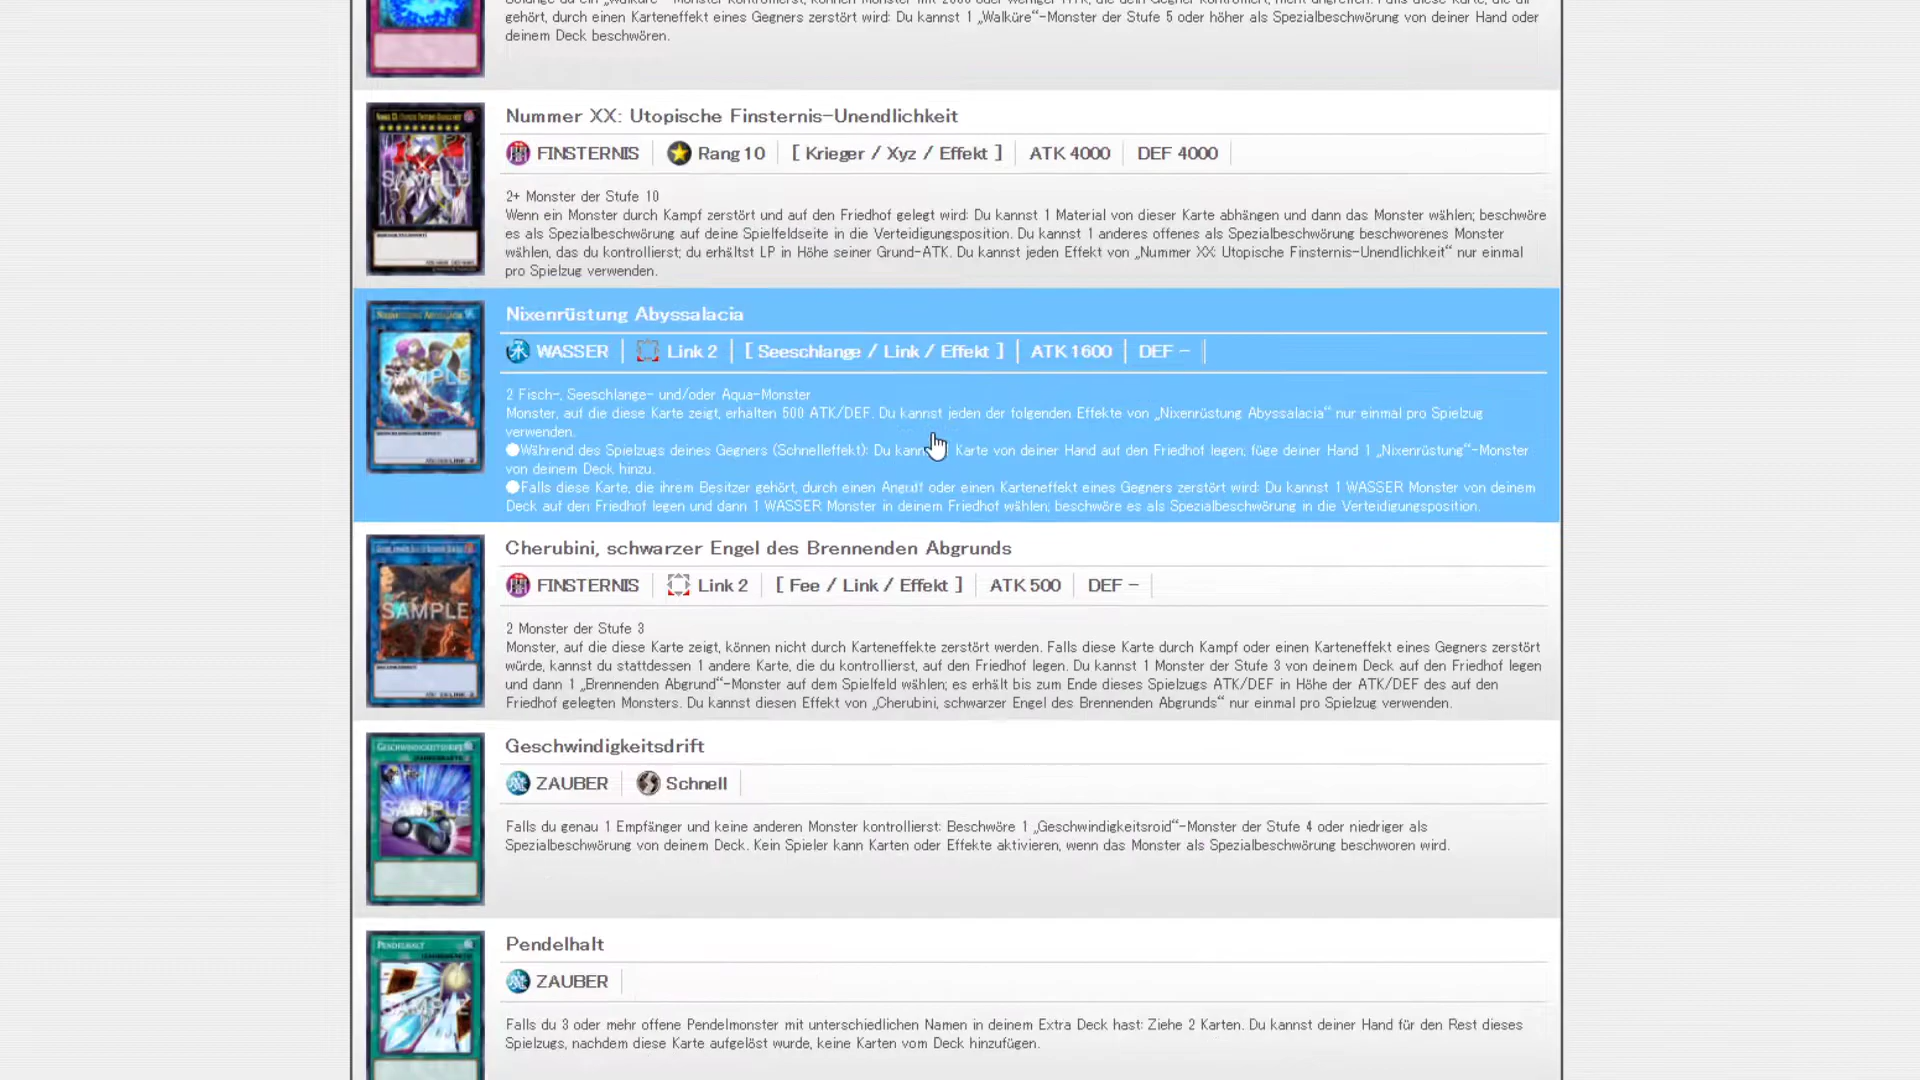 gehört, durch einen Karteneffekt eines Gegners zerstört wird: Du kannst 1 „Walküre“-Monster der Stufe 5 oder höher als Spezialbeschwörung von deiner Hand oder
deinem Deck beschwören.
Nummer XX: Utopische Finsternis-Unendlichkeit
FINSTERNIS Rang 10 [ Krieger / Xyz / Effekt ] ATK 4000 DEF 4000
SAMPLE
2+ Monster der Stufe 10
Wenn ein Monster durch Kampf zerstört und auf den Friedhof gelegt wird: Du kannst 1 Material von dieser Karte abhängen und dann das Monster wählen; beschwöre
es als Spezialbeschwörung auf deine Spielfeldseite in die Verteidigungsposition. Du kannst 1 anderes offenes als Spezialbeschwörung beschworenes Monster
wählen, das du kontrollierst; du erhältst LP in Höhe seiner Grund-ATK. Du kannst jeden Effekt von „Nummer XX: Utopische Finsternis-Unendlichkeit“ nur einmal
pro Spielzug verwenden.
Nixenrüstung Abyssalacia
WASSER Link 2 [ Seeschlange / Link / Effekt ] ATK 1600 DEF -
SAMPLE
2 Fisch-, Seeschlange- und/oder Aqua-Monster
Monster, auf die diese Karte zeigt, erhalten 500 ATK/DEF. Du kannst jeden der folgenden Effekte von „Nixenrüstung Abyssalacia“ nur einmal pro Spielzug
verwenden.
●Während des Spielzugs deines Gegners (Schnelleffekt): Du kann Karte von deiner Hand auf den Friedhof legen; füge deiner Hand 1 „Nixenrüstung“-Monster
von deinem Deck hinzu.
●Falls diese Karte, die ihrem Besitzer gehört, durch einen Angriff oder einen Karteneffekt eines Gegners zerstört wird: Du kannst 1 WASSER Monster von deinem
Deck auf den Friedhof legen und dann 1 WASSER Monster in deinem Friedhof wählen; beschwöre es als Spezialbeschwörung in die Verteidigungsposition.
Cherubini, schwarzer Engel des Brennenden Abgrunds
FINSTERNIS Link 2 [ Fee / Link / Effekt ] ATK 500 DEF -
SAMPLE
2 Monster der Stufe 3
Monster, auf die diese Karte zeigt, können nicht durch Karteneffekte zerstört werden. Falls diese Karte durch Kampf oder einen Karteneffekt eines Gegners zerstört
würde, kannst du stattdessen 1 andere Karte, die du kontrollierst, auf den Friedhof legen. Du kannst 1 Monster der Stufe 3 von deinem Deck auf den Friedhof legen
und dann 1 „Brennenden Abgrund“-Monster auf dem Spielfeld wählen; es erhält bis zum Ende dieses Spielzugs ATK/DEF in Höhe der ATK/DEF des auf den
Friedhof gelegten Monsters. Du kannst diesen Effekt von „Cherubini, schwarzer Engel des Brennenden Abgrunds“ nur einmal pro Spielzug verwenden.
Geschwindigkeitsdrift
GESCHWINDIGKEITSDRIFT
ZAUBER Schnell
SAMPLE
Falls du genau 1 Empfänger und keine anderen Monster kontrollierst: Beschwöre 1 „Geschwindigkeitsroid“-Monster der Stufe 4 oder niedriger als
Spezialbeschwörung von deinem Deck. Kein Spieler kann Karten oder Effekte aktivieren, wenn das Monster als Spezialbeschwörung beschworen wird.
Pendelhalt
PENDELHALT
ZAUBER
SAMPLE
Falls du 3 oder mehr offene Pendelmonster mit unterschiedlichen Namen in deinem Extra Deck hast: Ziehe 2 Karten. Du kannst deiner Hand für den Rest dieses
Spielzugs, nachdem diese Karte aufgelöst wurde, keine Karten vom Deck hinzufügen.